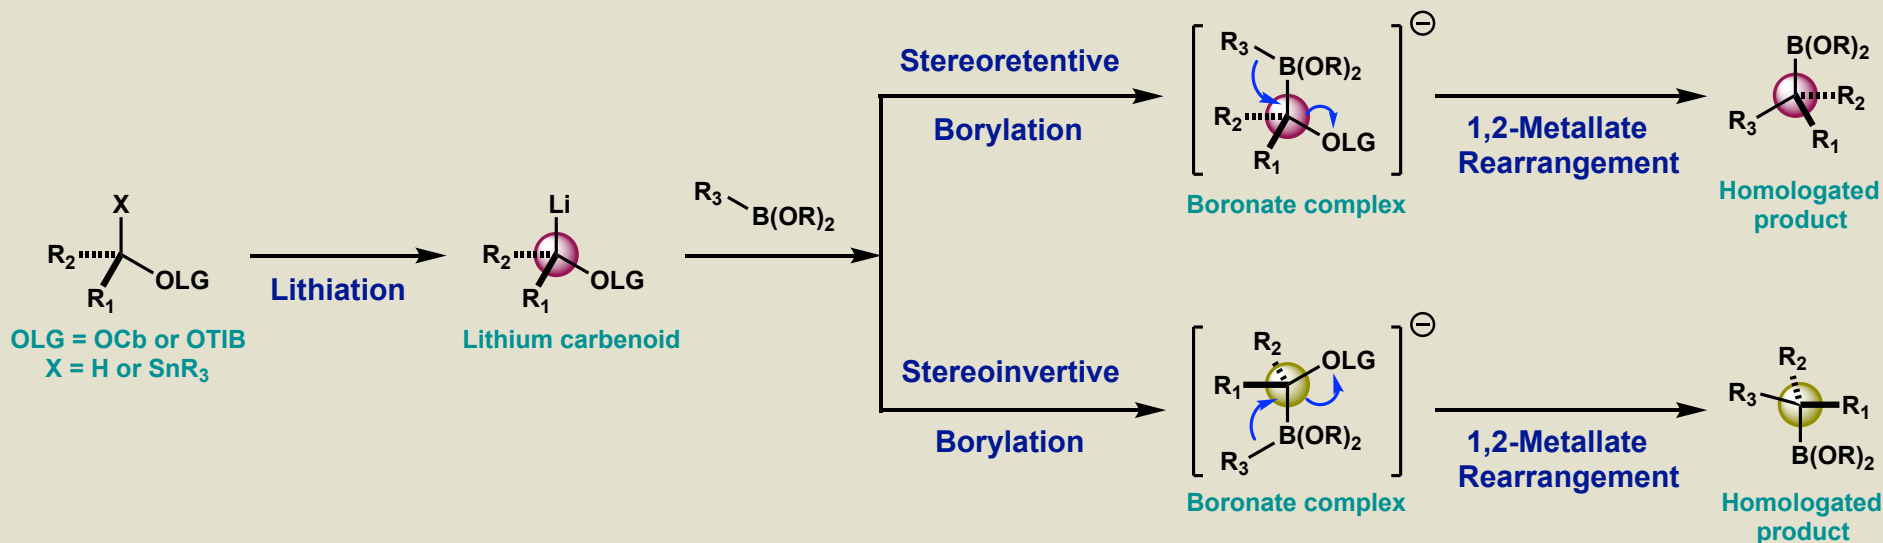 X
R2
OLG
R1
OLG = OCb or OTIB
X = H or SnR3
Lithiation
Li
R2
OLG
R1
Lithium carbenoid
R3
B(OR)2
Stereoretentive
Borylation
R3
B(OR)2
R2
OLG
R1
−
Boronate complex
1,2-Metallate
Rearrangement
B(OR)2
R2
R3
R1
Homologated
product
Stereoinvertive
Borylation
R2
OLG
R1
B(OR)2
R3
−
Boronate complex
1,2-Metallate
Rearrangement
R2
R3
R1
B(OR)2
Homologated
product